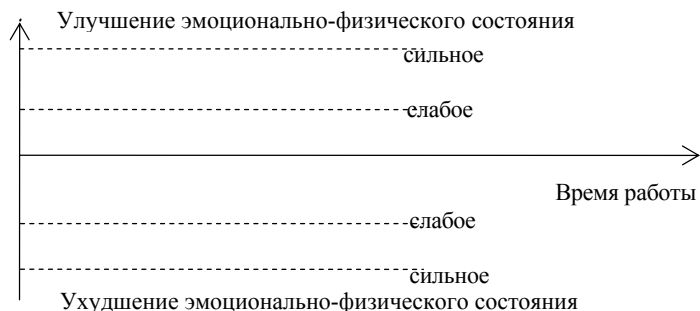 Улучшение эмоционально-физического состояния
сильное
слабое
Время работы
слабое
сильное
Ухудшение эмоционально-физического состояния